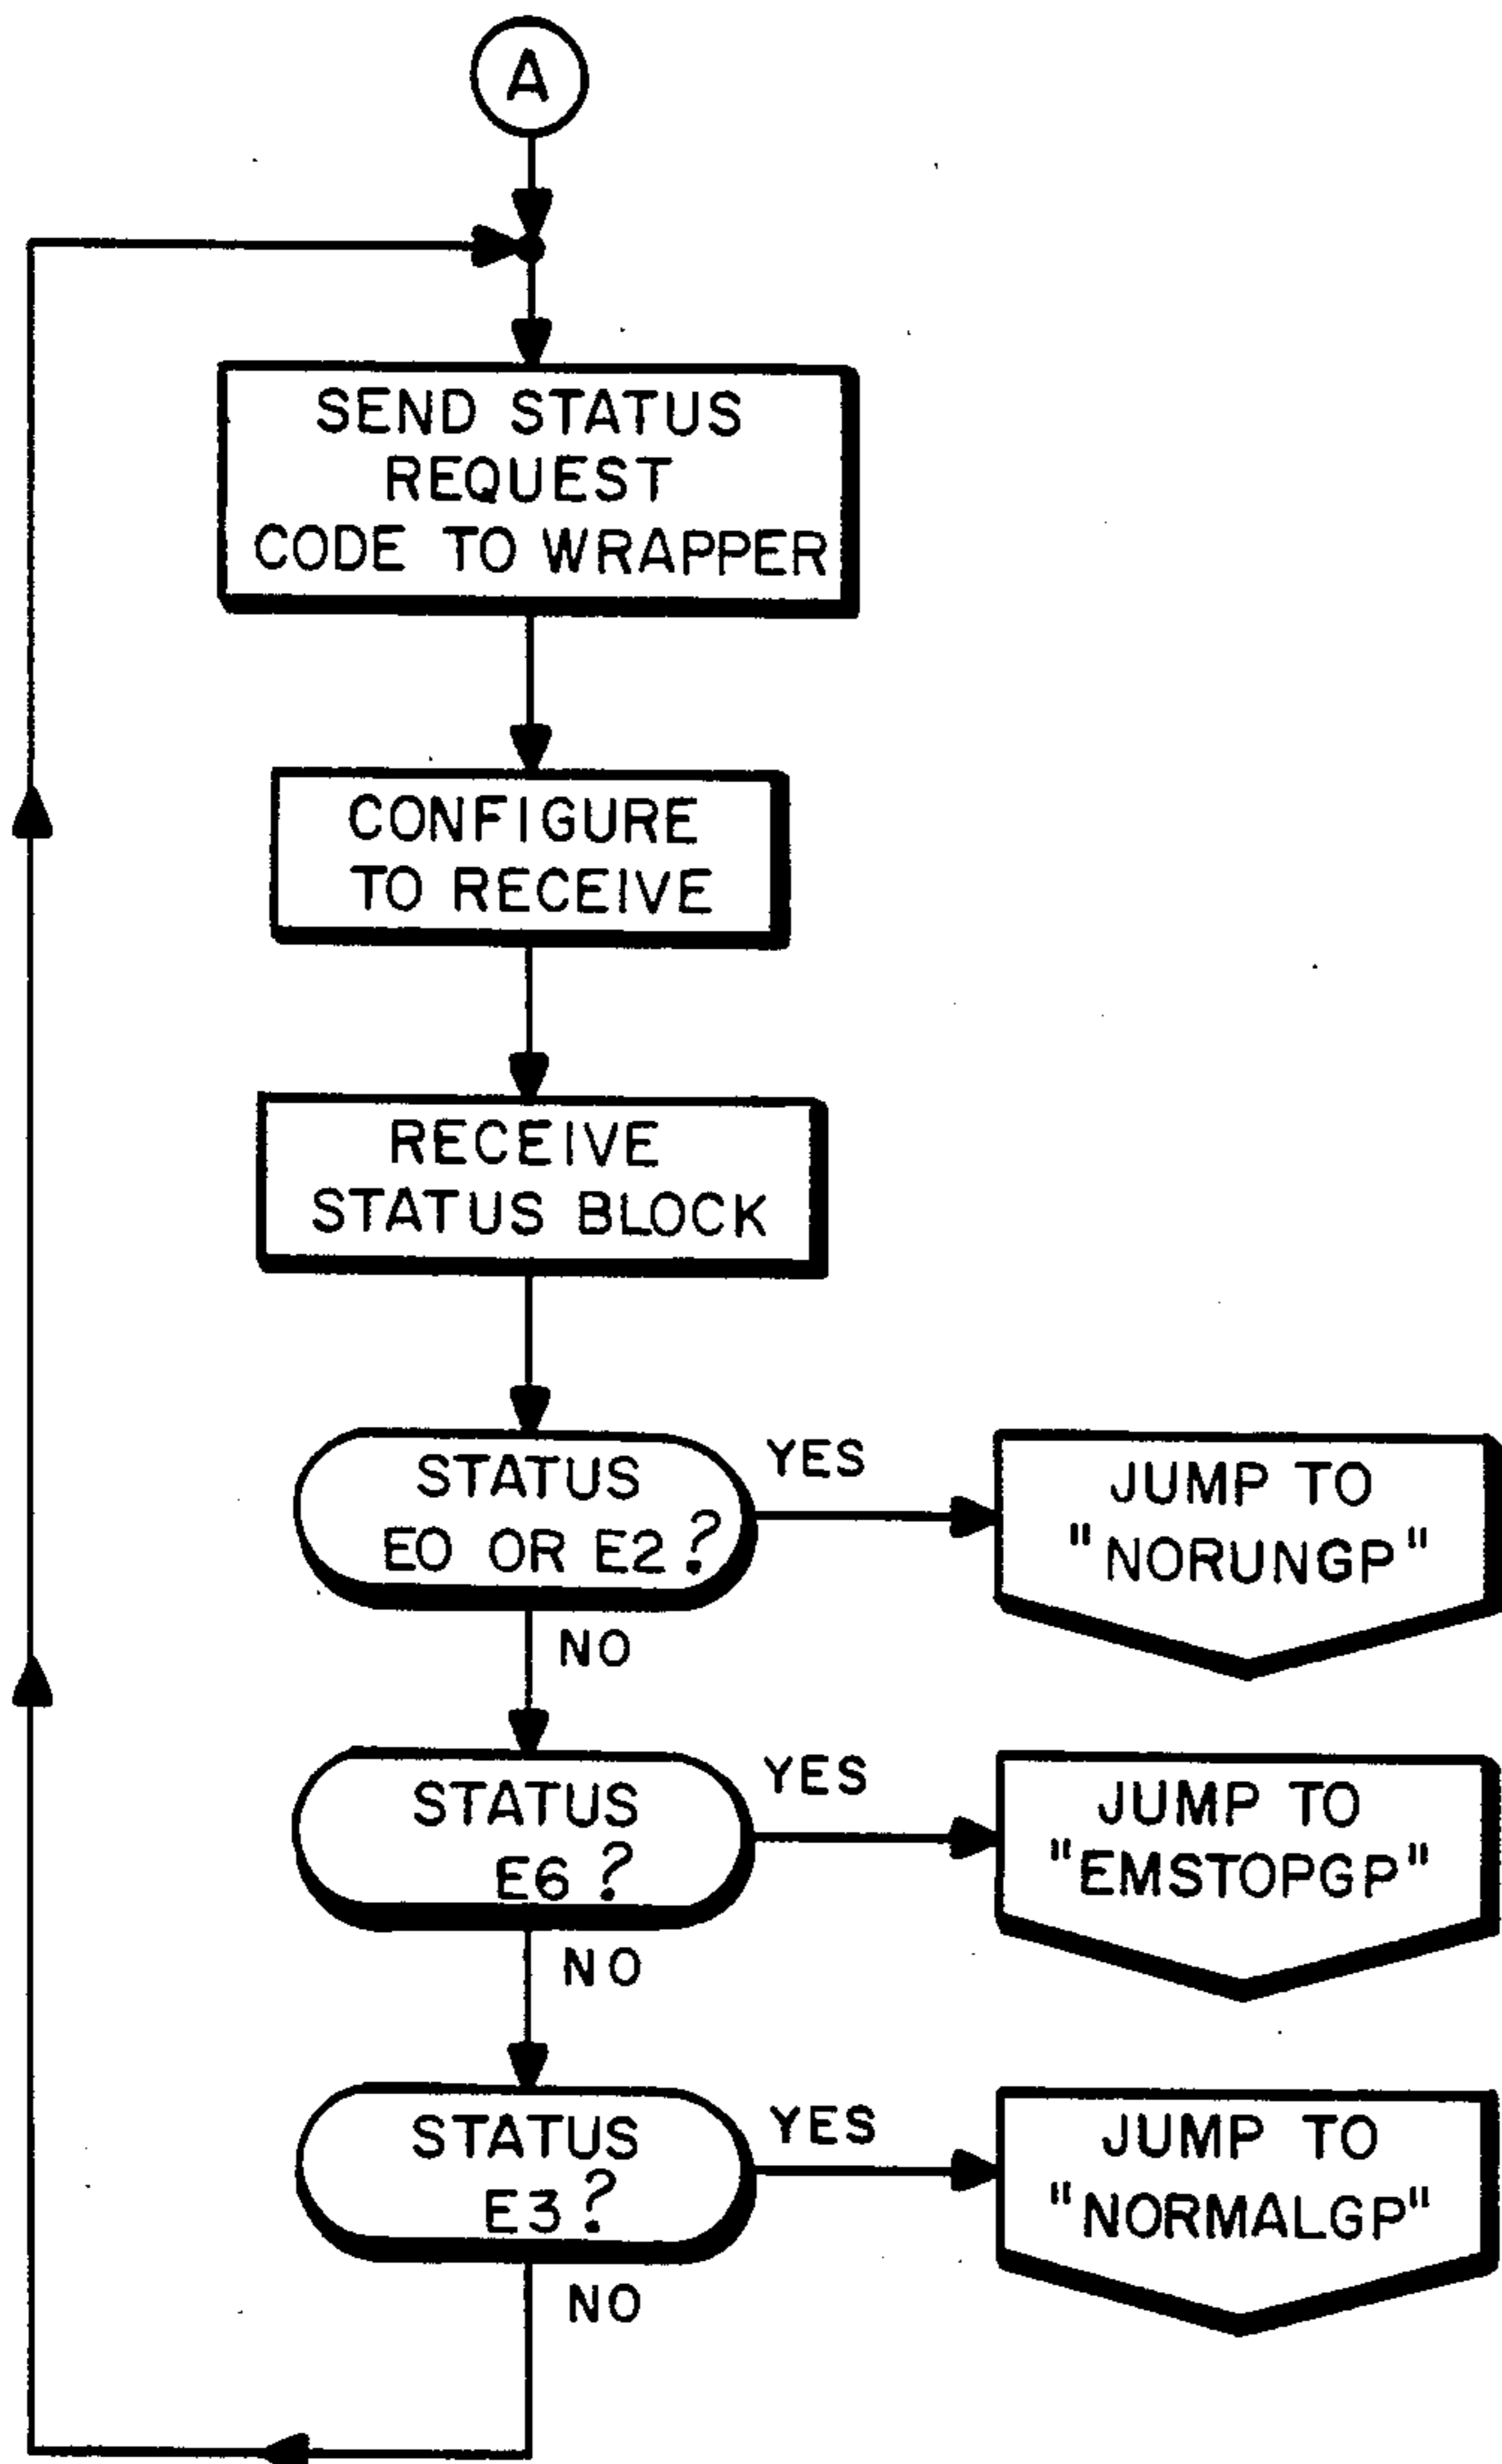 A
SEND STATUS
REQUEST
CODE TO WRAPPER
CONFIGURE
TO RECEIVE
RECEIVE
STATUS BLOCK
STATUS
E0 OR E2?
YES
JUMP TO
"NORUNGP"
NO
STATUS
E6?
YES
JUMP TO
"EMSTOPGP"
NO
STATUS
E3?
YES
JUMP TO
"NORMALGP"
NO